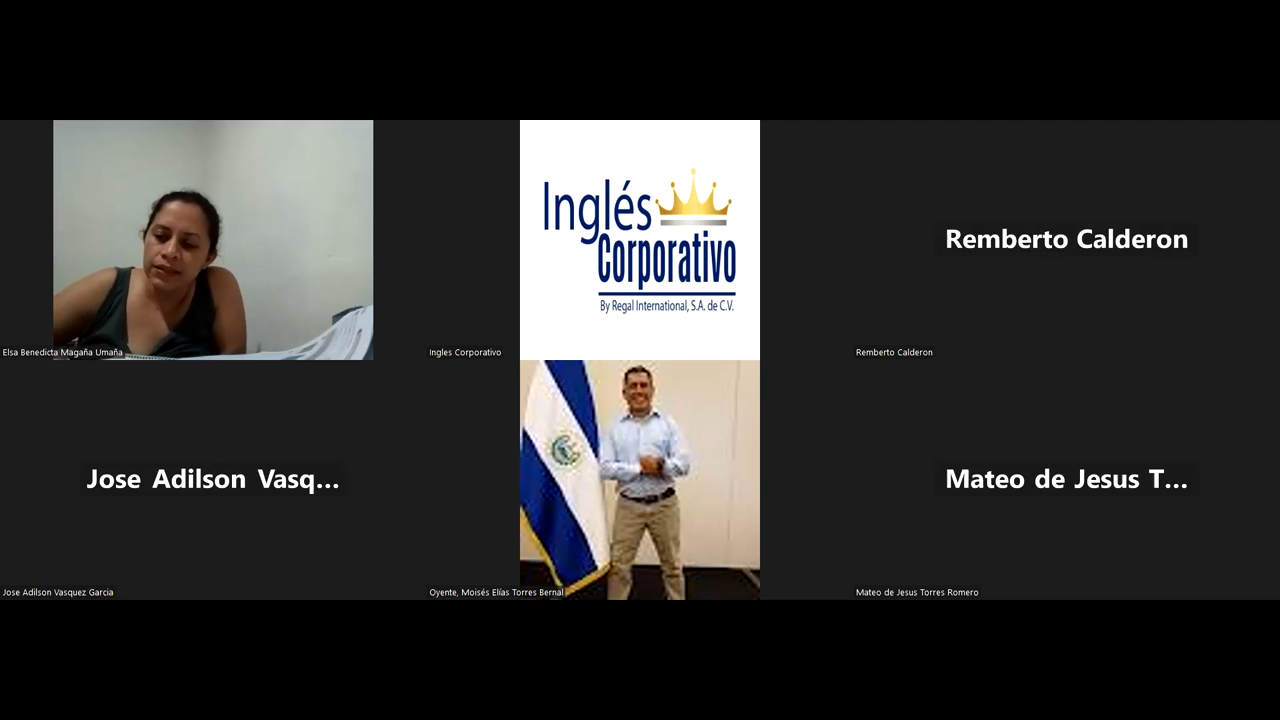 Inglés
Corporativo
By Regal International, S.A. de C.V.
Remberto Calderon
Elsa Benedicta Magaña Umaña
Ingles Corporativo
Remberto Calderon
Jose Adilson Vasq...
Mateo de Jesus T...
Jose Adilson Vasquez Garcia
Oyente, Moisés Elías Torres Bernal
Mateo de Jesus Torres Romero